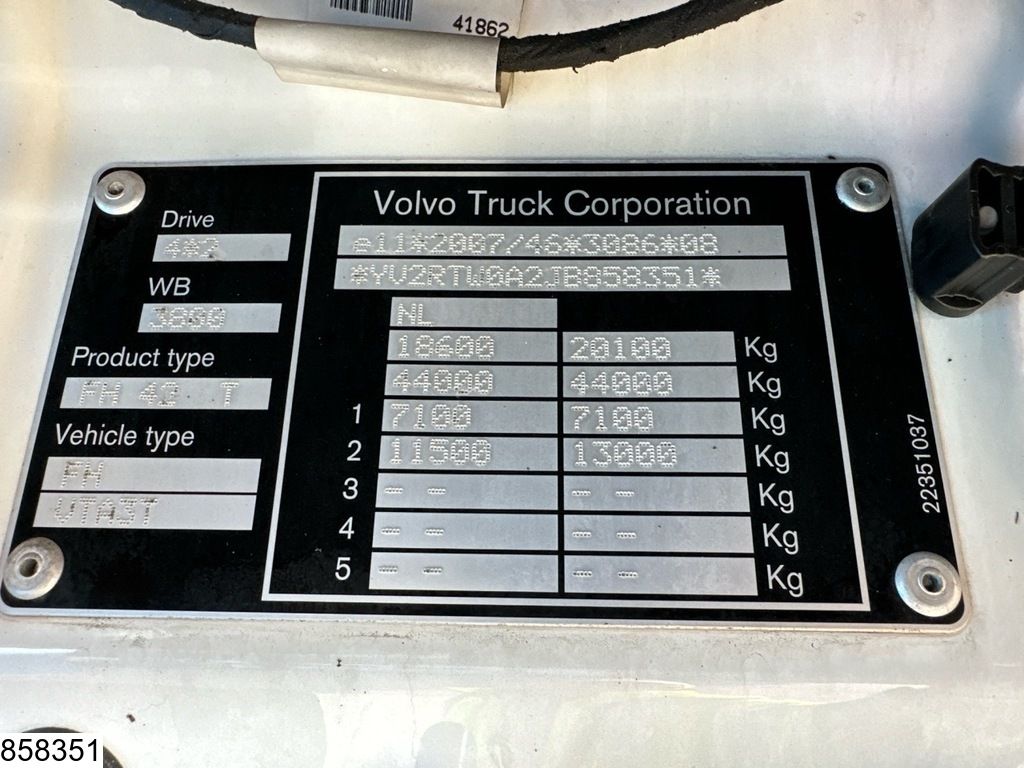 41862
Volvo Truck Corporation
Drive
4*2
WB
3800
Product type
FH 42 T
Vehicle type
FH
VTA3T
e11*2007/46*3086*08
*YV2RTW0A2JB858351*
NL
18600 20100 Kg
44000 44000 Kg
1 7100 7100 Kg
2 11500 13000 Kg
3 -- -- -- -- Kg
4 -- -- -- -- Kg
5 -- -- -- -- Kg
22351037
858351